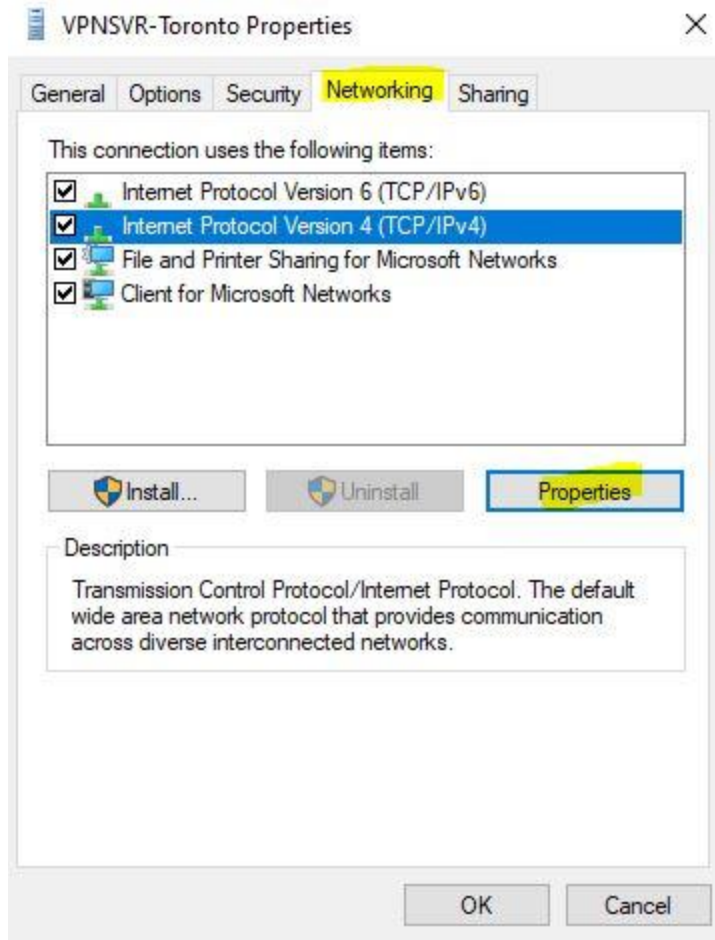 VPNSVR-Toronto Properties
General Options Security Networking Sharing
This connection uses the following items:
Internet Protocol Version 6 (TCP/IPv6)
Internet Protocol Version 4 (TCP/IPv4)
File and Printer Sharing for Microsoft Networks
Client for Microsoft Networks
Install... Uninstall Properties
Description
Transmission Control Protocol/Internet Protocol. The default
wide area network protocol that provides communication
across diverse interconnected networks.
OK Cancel